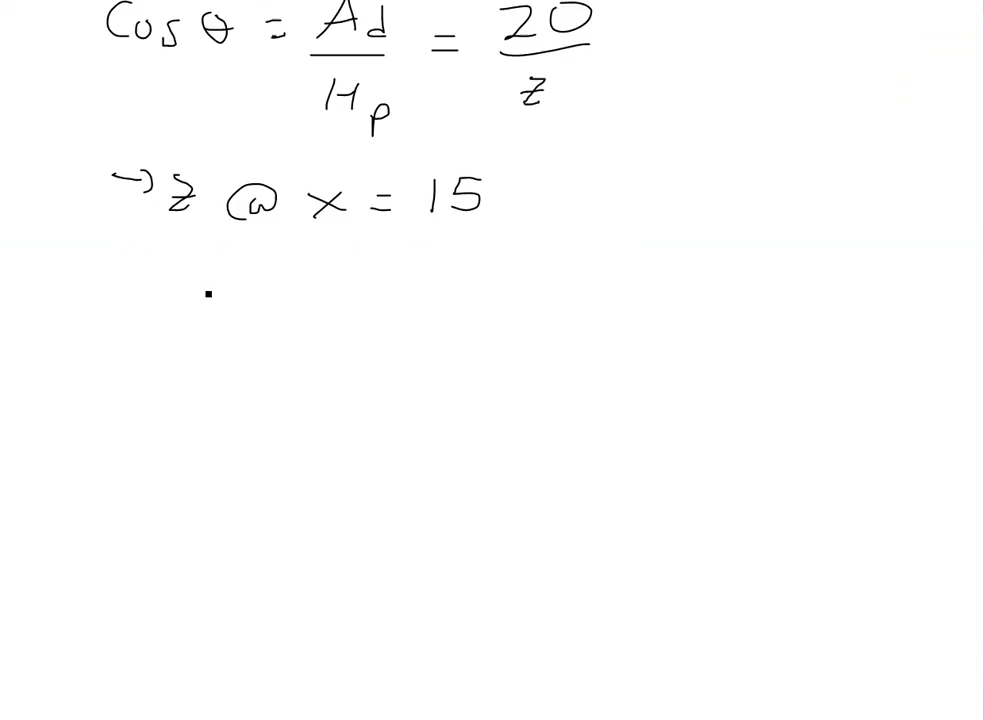 Cos θ = Ad/Hp = 20/z
→ z @ x = 15